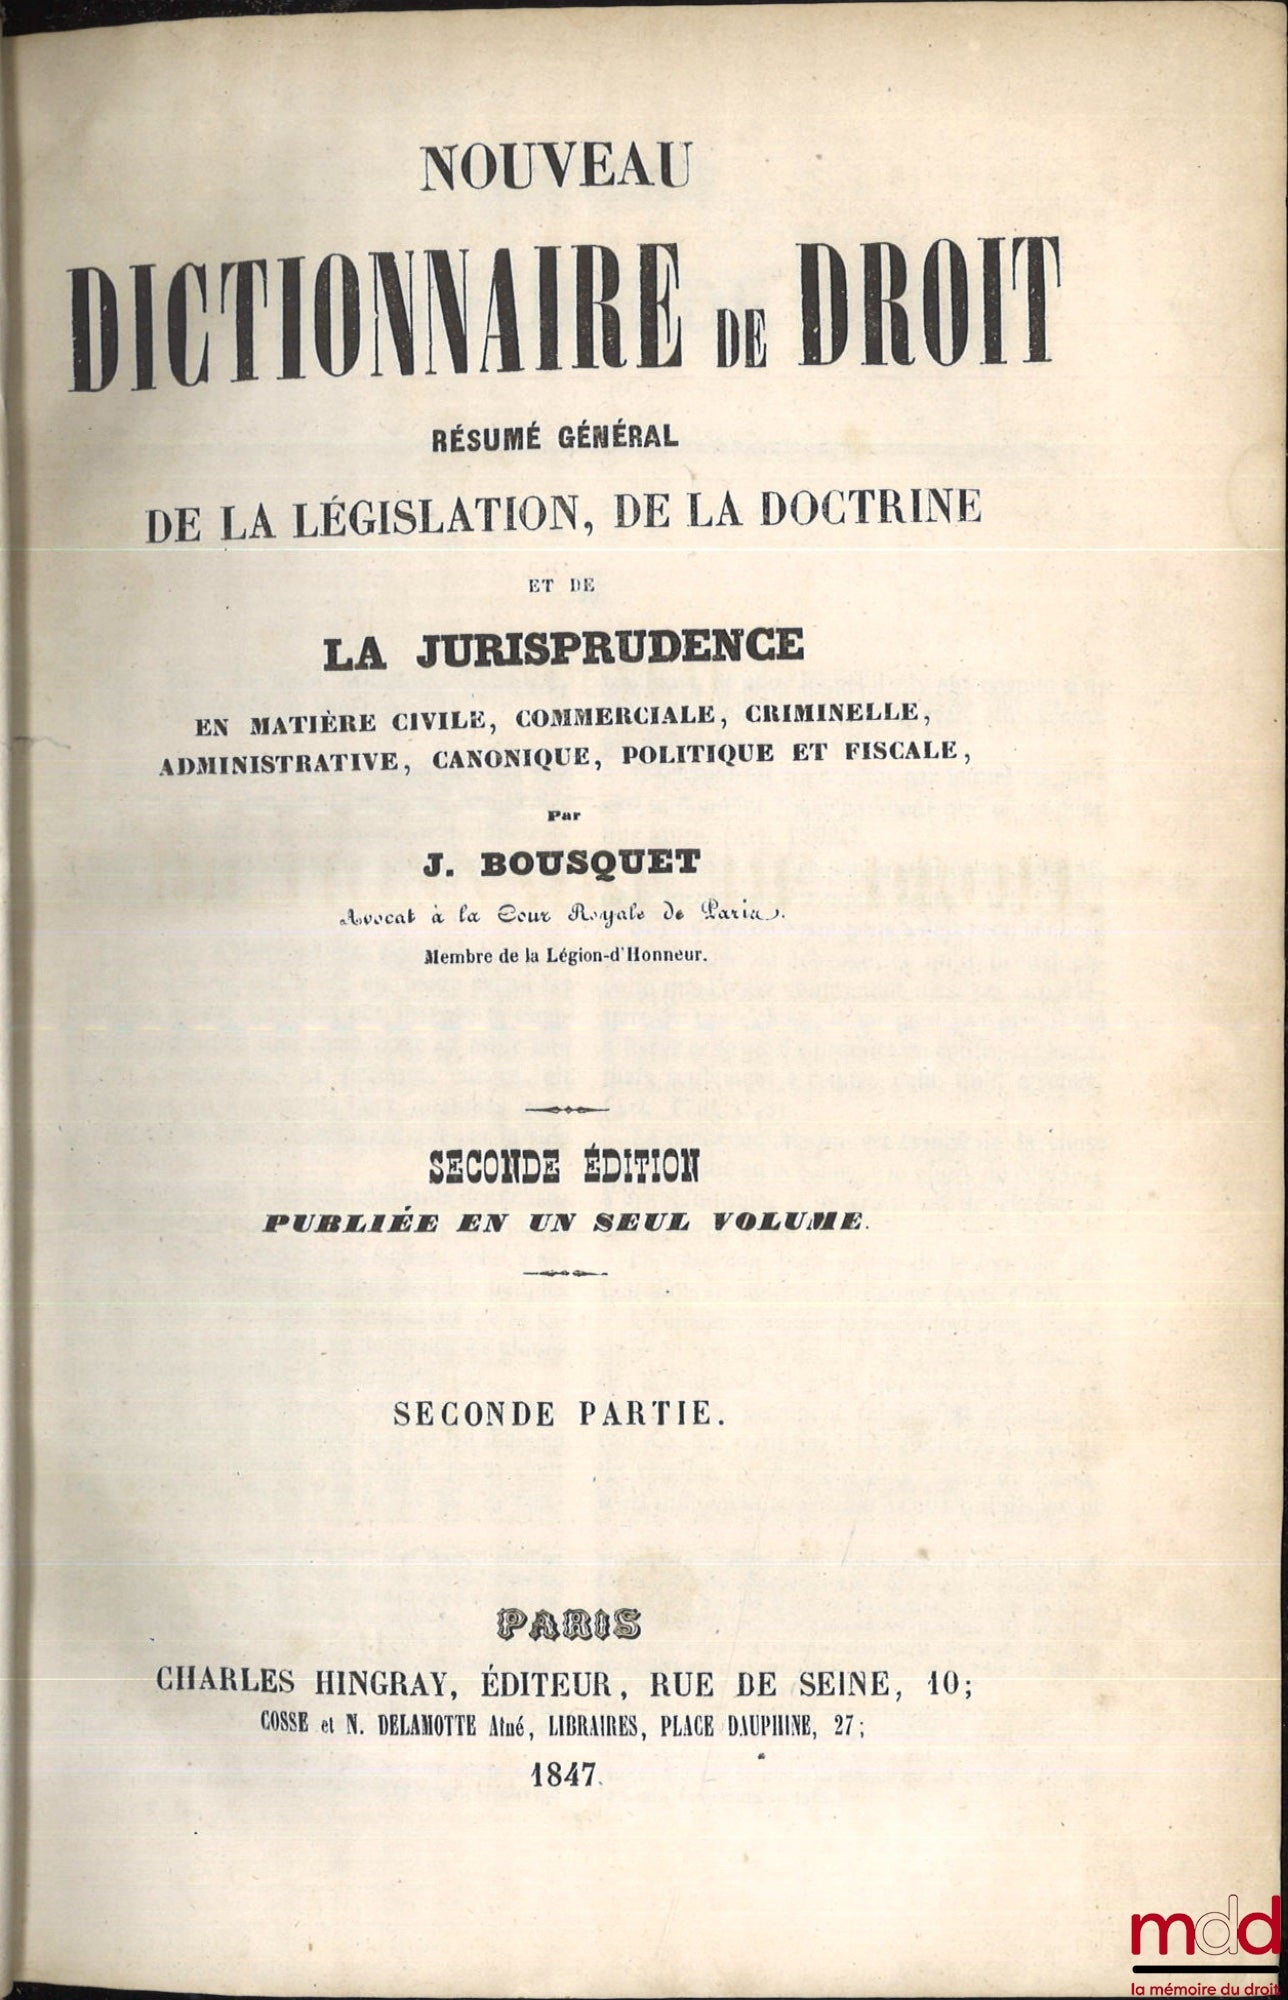 NOUVEAU
DICTIONNAIRE DE DROIT
RÉSUMÉ GÉNÉRAL
DE LA LÉGISLATION, DE LA DOCTRINE
ET DE
LA JURISPRUDENCE
EN MATIÈRE CIVILE, COMMERCIALE, CRIMINELLE,
ADMINISTRATIVE, CANONIQUE, POLITIQUE ET FISCALE,
Par
J. BOUSQUET
Avocat à la Cour Royale de Paris.
Membre de la Légion-d'Honneur.
SECONDE ÉDITION
PUBLIÉE EN UN SEUL VOLUME.
SECONDE PARTIE.
PARIS
CHARLES HINGRAY, ÉDITEUR, RUE DE SEINE, 10;
COSSE et N. DELAMOTTE Aîné, LIBRAIRES, PLACE DAUPHINE, 27;
1847.
mdd
la mémoire du droit